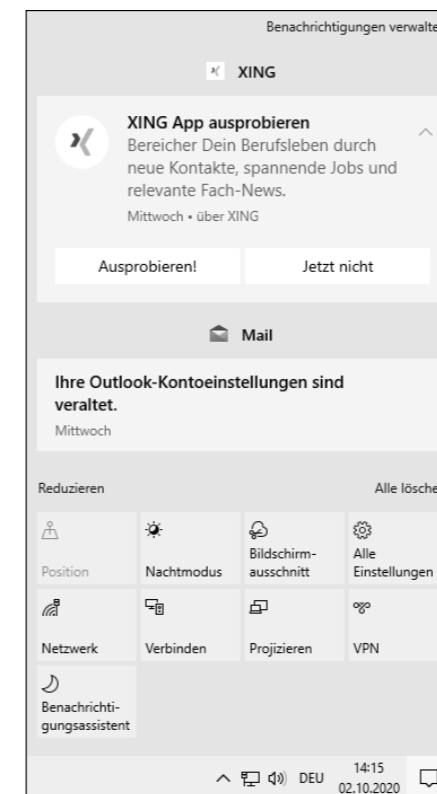 Benachrichtigungen verwalte
XING
XING App ausprobieren
Bereicher Dein Berufsleben durch
neue Kontakte, spannende Jobs und
relevante Fach-News.
Mittwoch • über XING
Ausprobieren! Jetzt nicht
Mail
Ihre Outlook-Kontoeinstellungen sind
veraltet.
Mittwoch
Reduzieren Alle lösche
Position
Nachtmodus
Bildschirm-
ausschnitt
Alle
Einstellungen
Netzwerk
Verbinden
Projizieren
VPN
Benachrichti-
gungsassistent
DEU
14:15
02.10.2020